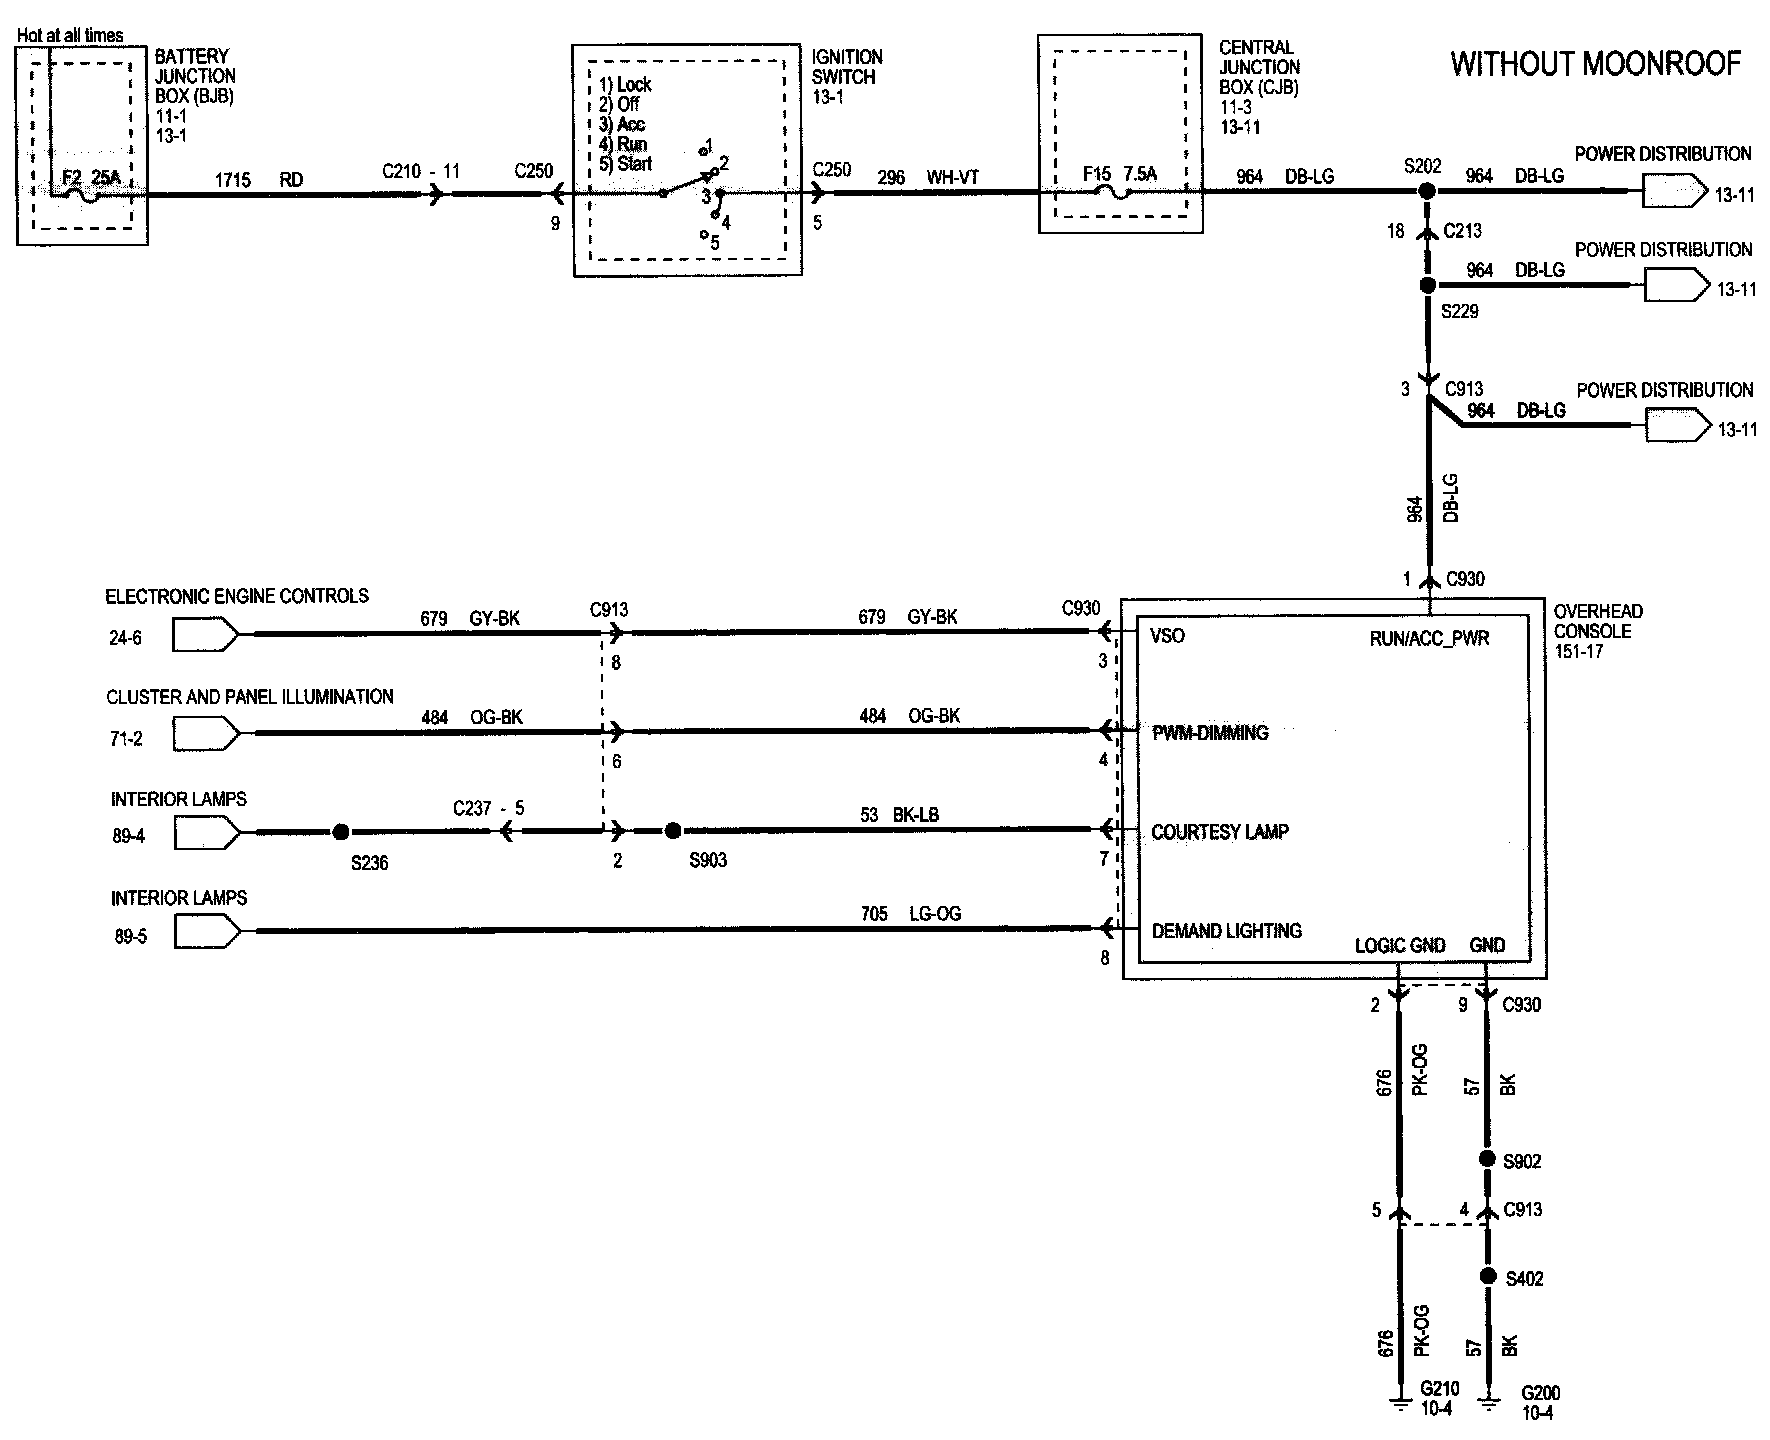 Hot at all times
BATTERY
JUNCTION
BOX (BJB)
11-1
13-1
F2 25A
1715 RD
C210 - 11
C250
9
IGNITION
SWITCH
13-1
1) Lock
2) Off
3) Acc
4) Run
5) Start
1
2
3
4
5
C250
5
296 WH-VT
CENTRAL
JUNCTION
BOX (CJB)
11-3
13-11
F15 7.5A
964 DB-LG
WITHOUT MOONROOF
S202
964 DB-LG
POWER DISTRIBUTION
13-11
18 C213
964 DB-LG
POWER DISTRIBUTION
13-11
S229
3 C913
964 DB-LG
POWER DISTRIBUTION
13-11
964 DB-LG
1 C930
OVERHEAD
CONSOLE
151-17
RUN/ACC_PWR
ELECTRONIC ENGINE CONTROLS
24-6
679 GY-BK
C913
8
679 GY-BK
C930
3
VSO
CLUSTER AND PANEL ILLUMINATION
71-2
484 OG-BK
6
484 OG-BK
4
PWM-DIMMING
INTERIOR LAMPS
89-4
S236
C237 - 5
2
S903
53 BK-LB
7
COURTESY LAMP
INTERIOR LAMPS
89-5
705 LG-OG
8
DEMAND LIGHTING
LOGIC GND GND
2 9 C930
676 PK-OG
57 BK
S902
5 4 C913
S402
676 PK-OG
57 BK
G210
10-4
G200
10-4